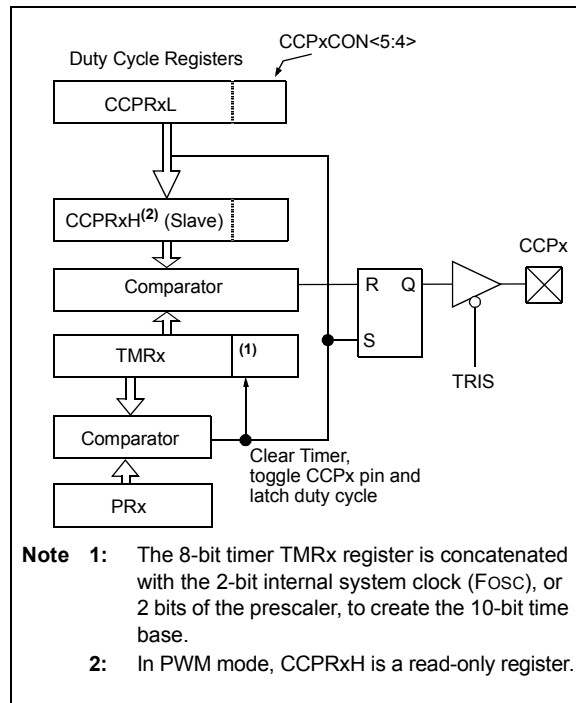 CCPxCON<5:4>
Duty Cycle Registers
CCPRxL
CCPRxH(2) (Slave)
CCPx
Comparator
R Q
TMRx
(1)
S
TRIS
Comparator
Clear Timer,
toggle CCPx pin and
latch duty cycle
PRx
Note 1: The 8-bit timer TMRx register is concatenated
with the 2-bit internal system clock (FOSC), or
2 bits of the prescaler, to create the 10-bit time
base.
2: In PWM mode, CCPRxH is a read-only register.